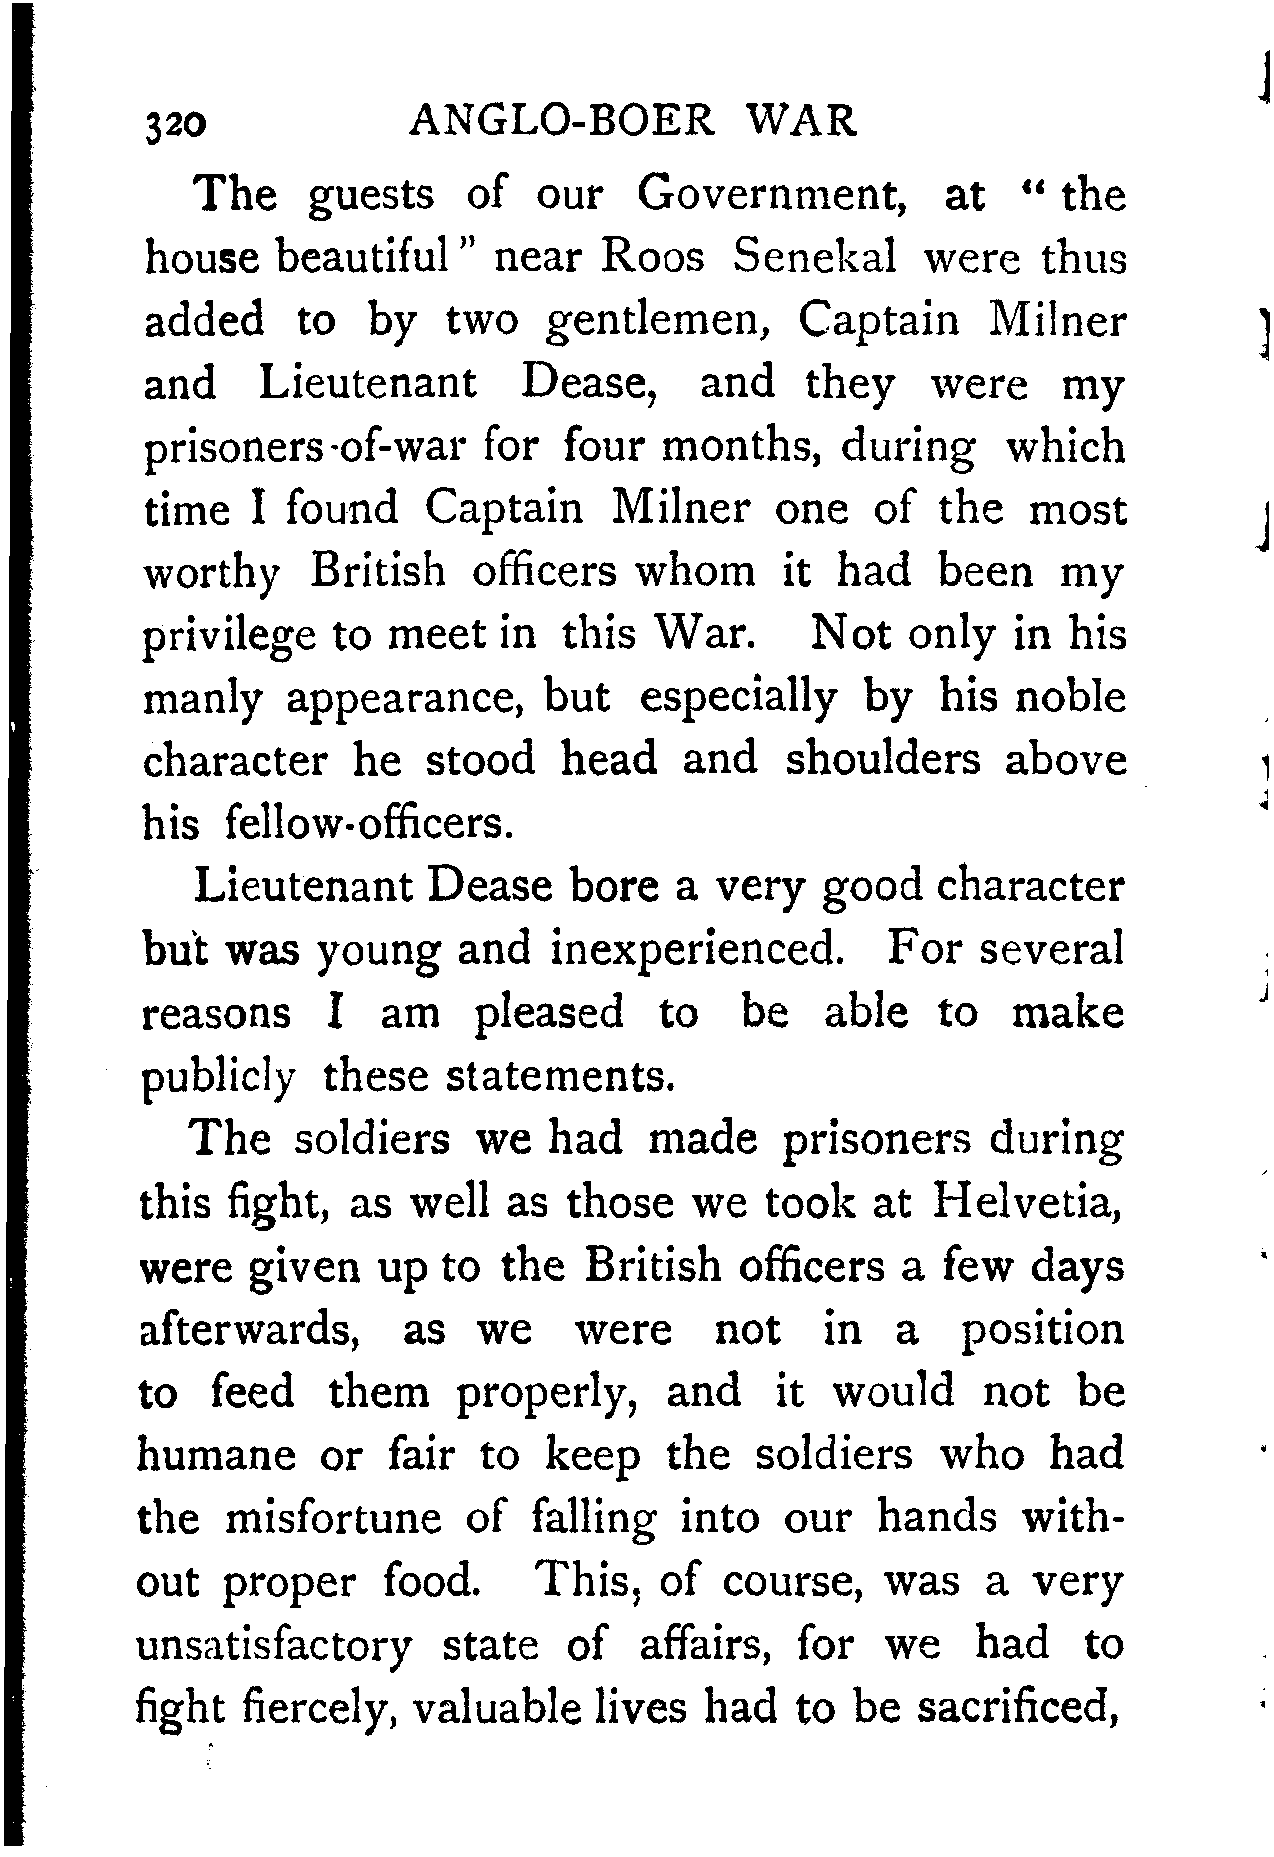 320 ANGLO-BOER WAR
The guests of our Government, at " the
house beautiful " near Roos Senekal were thus
added to by two gentlemen, Captain Milner
and Lieutenant Dease, and they were my
prisoners-of-war for four months, during which
time I found Captain Milner one of the most
worthy British officers whom it had been my
privilege to meet in this War. Not only in his
manly appearance, but especially by his noble
character he stood head and shoulders above
his fellow-officers.
Lieutenant Dease bore a very good character
but was young and inexperienced. For several
reasons I am pleased to be able to make
publicly these statements.
The soldiers we had made prisoners during
this fight, as well as those we took at Helvetia,
were given up to the British officers a few days
afterwards, as we were not in a position
to feed them properly, and it would not be
humane or fair to keep the soldiers who had
the misfortune of falling into our hands with-
out proper food. This, of course, was a very
unsatisfactory state of affairs, for we had to
fight fiercely, valuable lives had to be sacrificed,